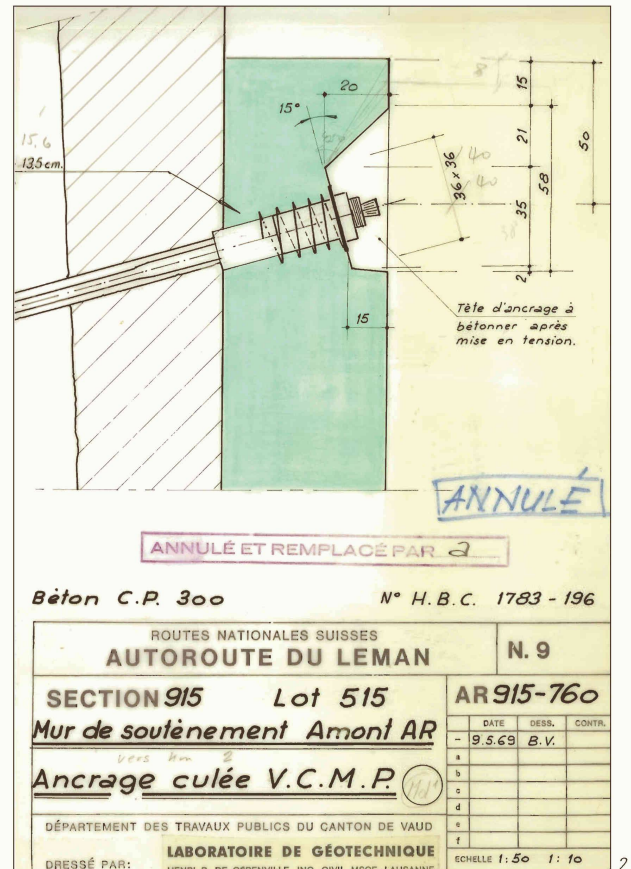 20
15°
8
15
15,6
13,5 cm.
21
50
36 x 36
40
40
58
35
38
2
15
Tête d'ancrage à
bétonner après
mise en tension.
ANNULÉ
ANNULÉ ET REMPLACÉ PAR a
Béton C.P. 300
N° H.B.C. 1783 - 196
ROUTES NATIONALES SUISSES
AUTOROUTE DU LEMAN
N. 9
SECTION 915 Lot 515
AR 915-760
Mur de soutènement Amont AR
DATE DESS. CONTR.
- 9.5.69 B.V.
vers km 2
Ancrage culée V.C.M.P.
a
b
c
d
e
f
DÉPARTEMENT DES TRAVAUX PUBLICS DU CANTON DE VAUD
DRESSÉ PAR:
LABORATOIRE DE GÉOTECHNIQUE
ECHELLE 1:50 1:10
2